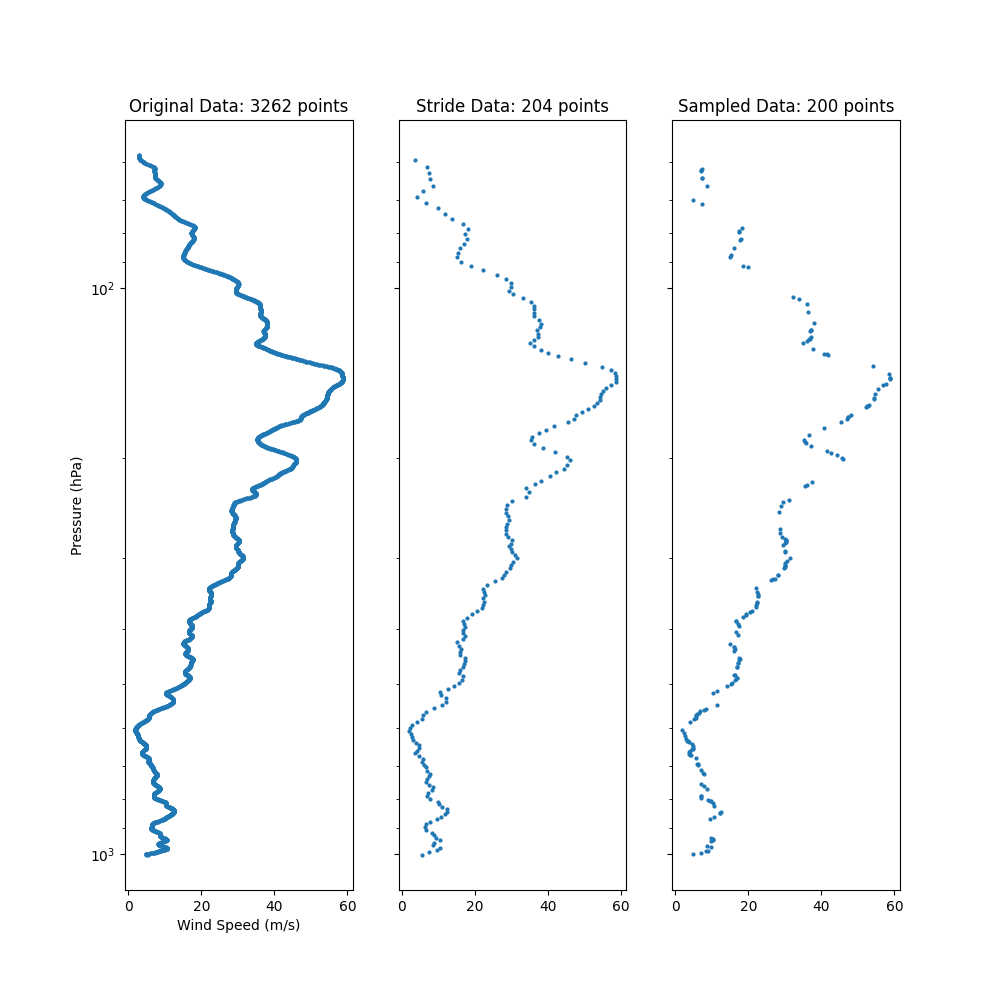 Original Data: 3262 points
Stride Data: 204 points
Sampled Data: 200 points
10²
10³
Pressure (hPa)
0 20 40 60
0 20 40 60
0 20 40 60
Wind Speed (m/s)